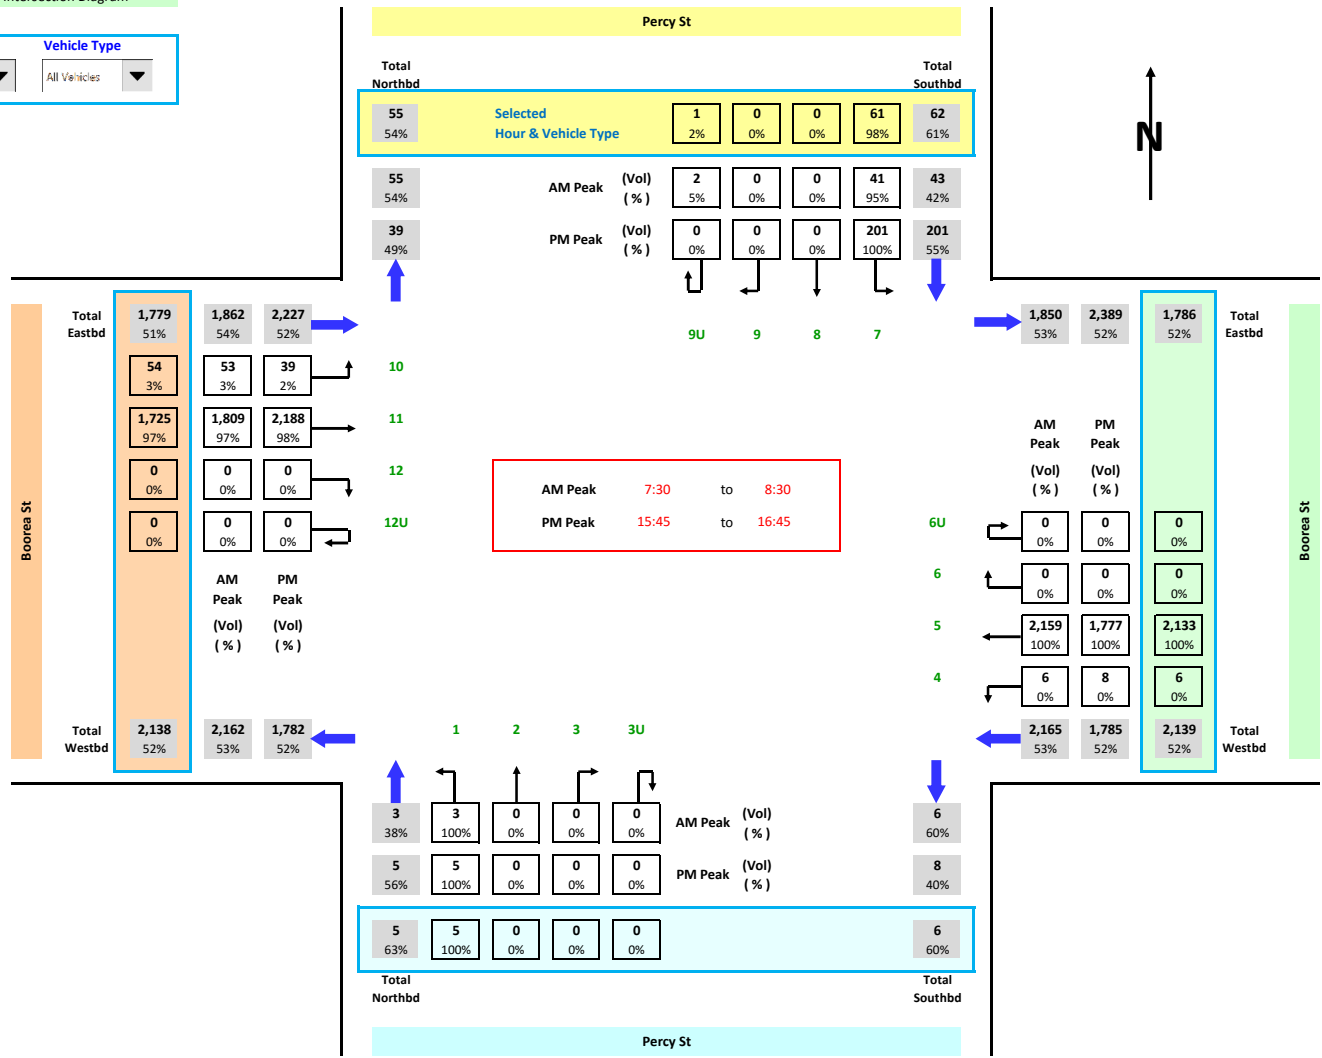 Intersection Diagram
Vehicle Type
All Vehicles
Percy St
Total Northbd
Total Southbd
55 54%
Selected Hour & Vehicle Type
1 2%
0 0%
0 0%
61 98%
62 61%
55 54%
AM Peak (Vol) ( % )
2 5%
0 0%
0 0%
41 95%
43 42%
39 49%
PM Peak (Vol) ( % )
0 0%
0 0%
0 0%
201 100%
201 55%
N
9U 9 8 7
Boorea St
Total Eastbd
1,779 51%
1,862 54%
2,227 52%
54 3%
53 3%
39 2%
10
1,725 97%
1,809 97%
2,188 98%
11
0 0%
0 0%
0 0%
12
0 0%
0 0%
0 0%
12U
AM Peak (Vol) ( % )
PM Peak (Vol) ( % )
Total Westbd
2,138 52%
2,162 53%
1,782 52%
AM Peak 7:30 to 8:30
PM Peak 15:45 to 16:45
1,850 53%
2,389 52%
1,786 52%
Total Eastbd
AM Peak (Vol) ( % )
PM Peak (Vol) ( % )
6U
0 0%
0 0%
0 0%
6
0 0%
0 0%
0 0%
5
2,159 100%
1,777 100%
2,133 100%
4
6 0%
8 0%
6 0%
2,165 53%
1,785 52%
2,139 52%
Total Westbd
Boorea St
1 2 3 3U
3 38%
3 100%
0 0%
0 0%
0 0%
AM Peak (Vol) ( % )
6 60%
5 56%
5 100%
0 0%
0 0%
0 0%
PM Peak (Vol) ( % )
8 40%
5 63%
5 100%
0 0%
0 0%
0 0%
6 60%
Total Northbd
Total Southbd
Percy St